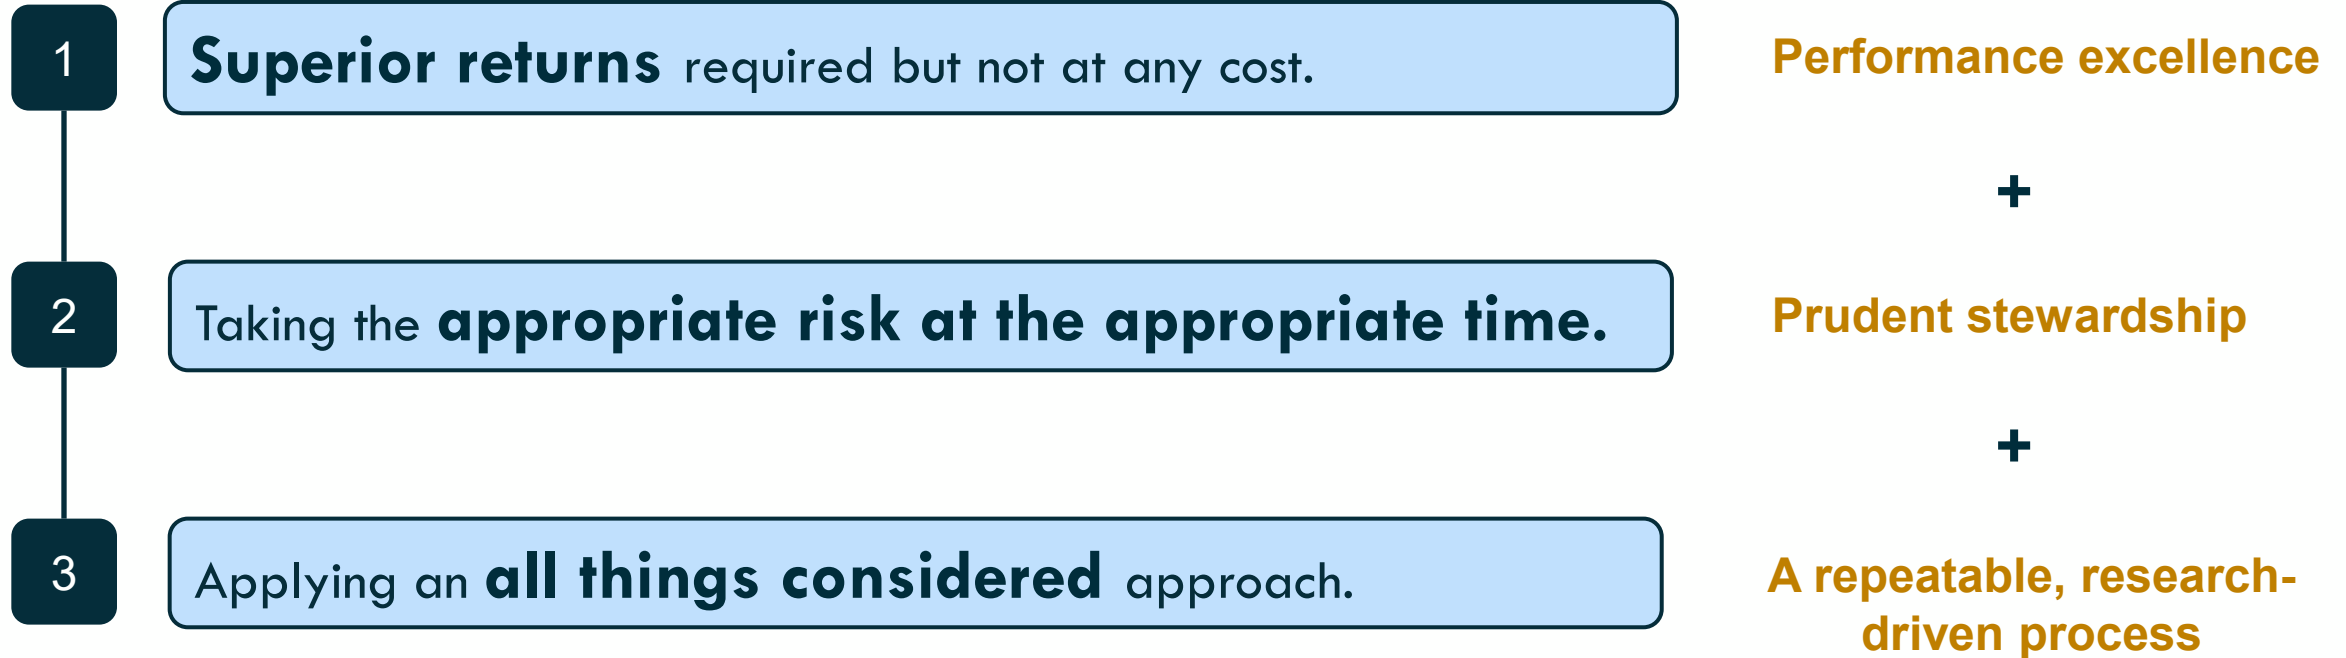 1
Superior returns required but not at any cost.
Performance excellence
+
2
Taking the appropriate risk at the appropriate time.
Prudent stewardship
+
3
Applying an all things considered approach.
A repeatable, research-
driven process